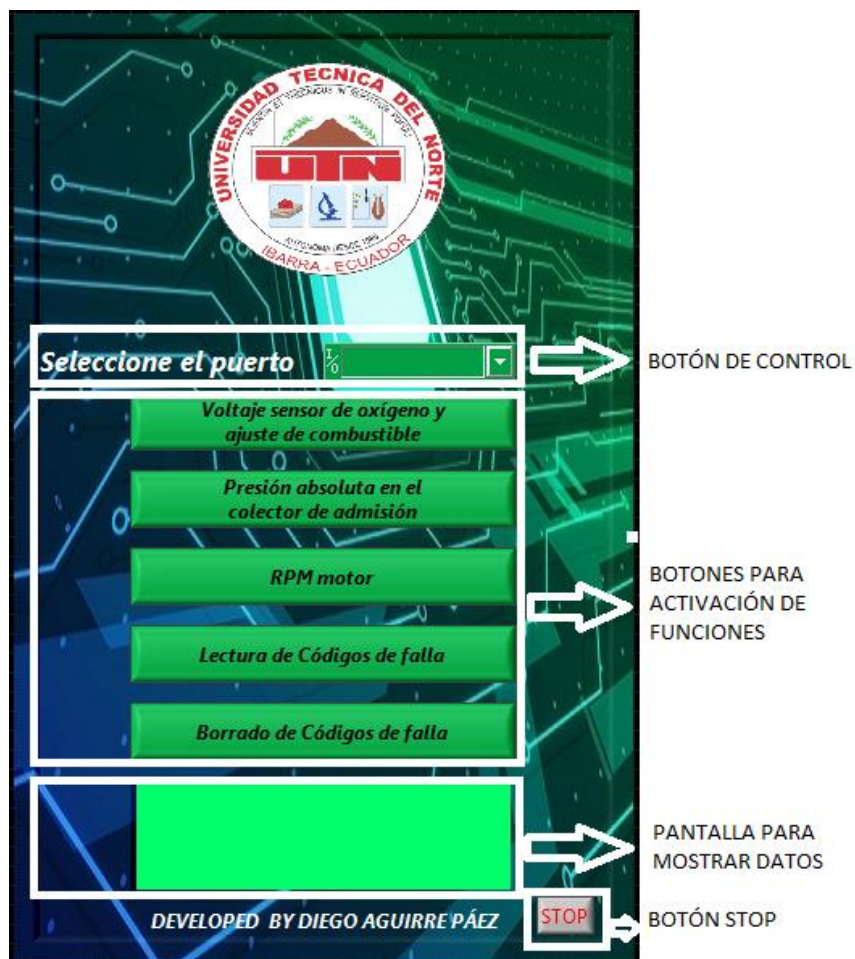 UNIVERSIDAD TECNICA DEL NORTE
UTN
IBARRA - ECUADOR
Seleccione el puerto
I/O
BOTÓN DE CONTROL
Voltaje sensor de oxígeno y
ajuste de combustible
Presión absoluta en el
colector de admisión
RPM motor
BOTONES PARA
ACTIVACIÓN DE
FUNCIONES
Lectura de Códigos de falla
Borrado de Códigos de falla
PANTALLA PARA
MOSTRAR DATOS
DEVELOPED BY DIEGO AGUIRRE PÁEZ
STOP
BOTÓN STOP